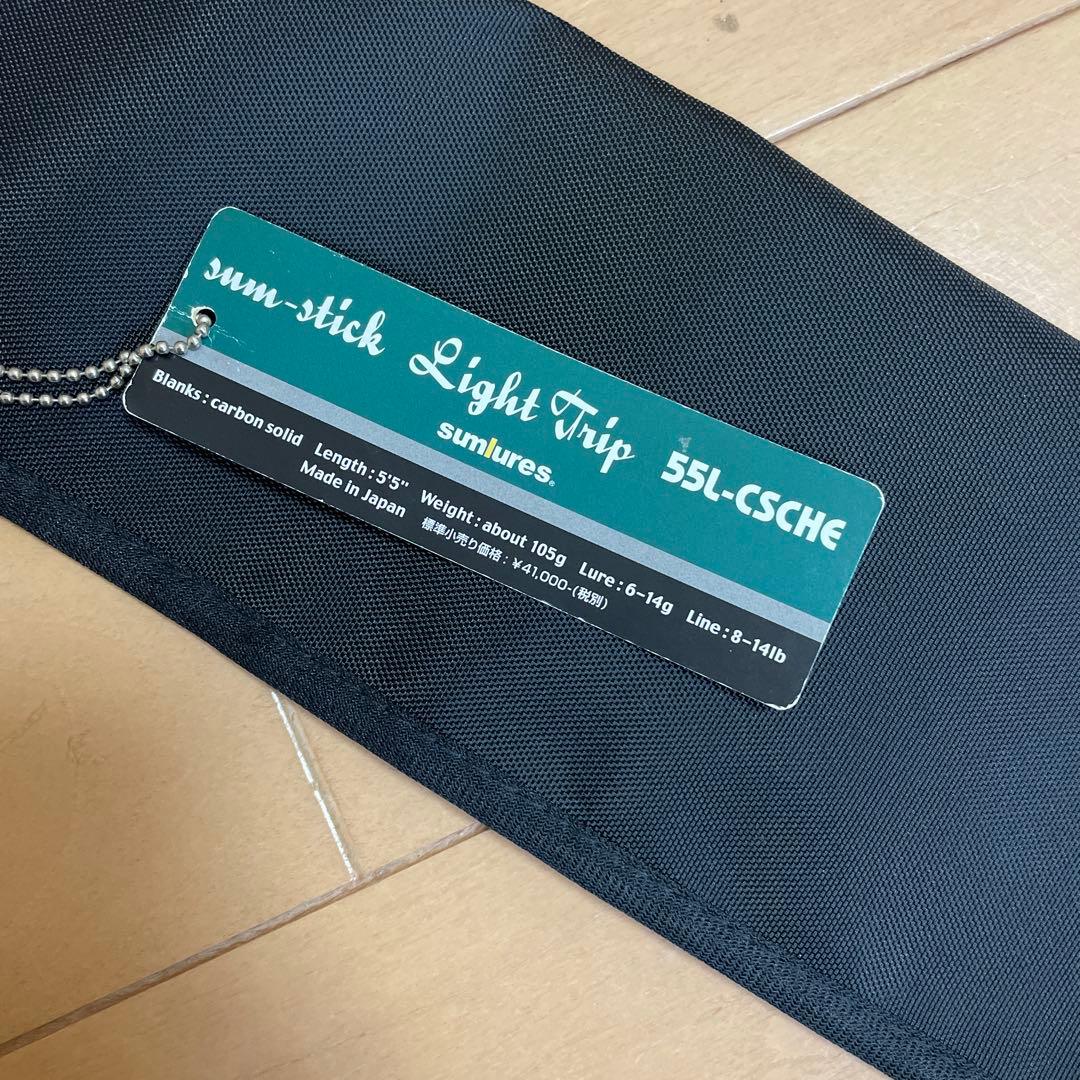 sum-stick Light Trip 55L-CSCHE
sumlures®
Blanks : carbon solid Length : 5'5" Weight : about 105g Lure : 6-14g Line : 8-14lb
Made in Japan 標準小売り価格 : ¥41,000-(税別)